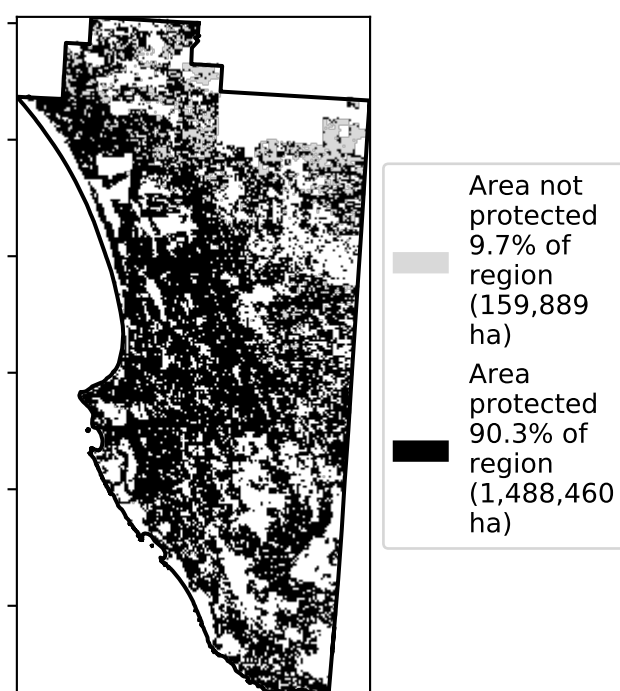 Area not
protected
9.7% of
region
(159,889
ha)
Area
protected
90.3% of
region
(1,488,460
ha)